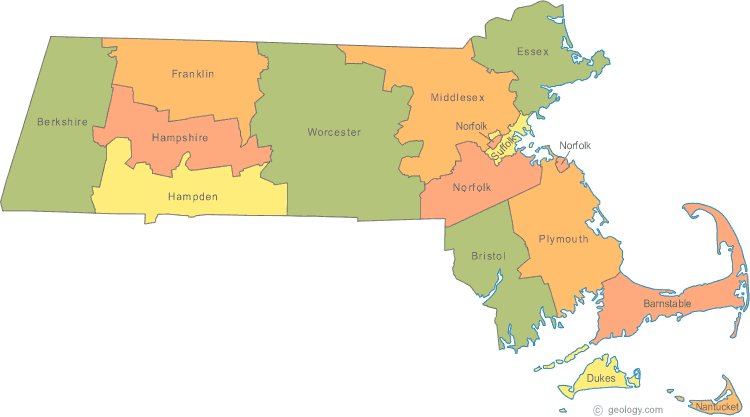 Essex
Franklin
Middlesex
Berkshire
Norfolk
Worcester
Hampshire
Suffolk
Norfolk
Norfolk
Hampden
Plymouth
Bristol
Barnstable
Dukes
Nantucket
© geology.com